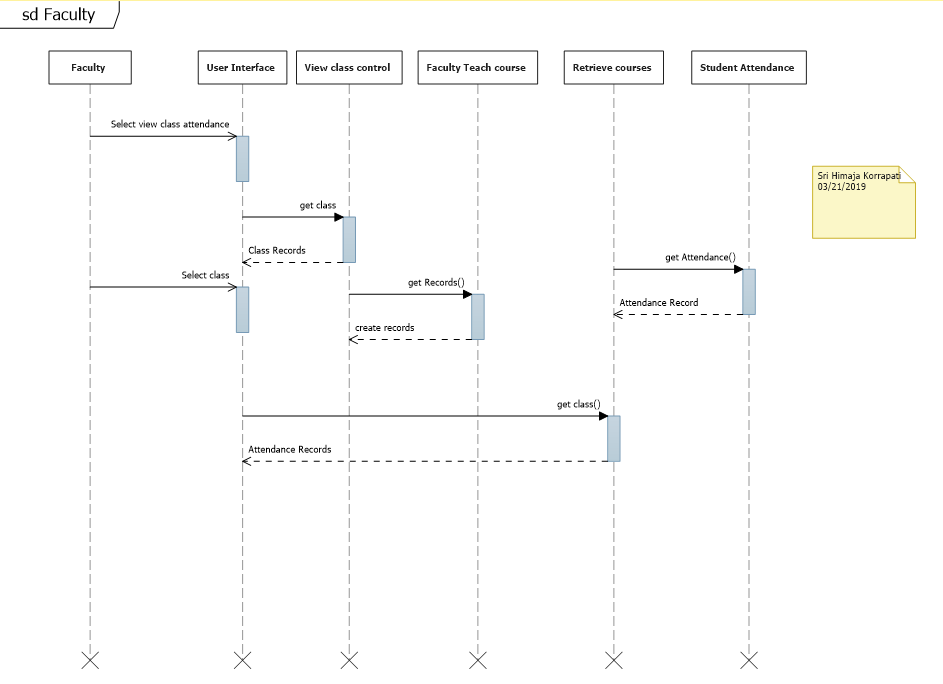 sd Faculty
Faculty
User Interface
View class control
Faculty Teach course
Retrieve courses
Student Attendance
Select view class attendance
Sri Himaja Korrapati
03/21/2019
get class
Class Records
get Attendance()
Select class
get Records()
Attendance Record
create records
get class()
Attendance Records